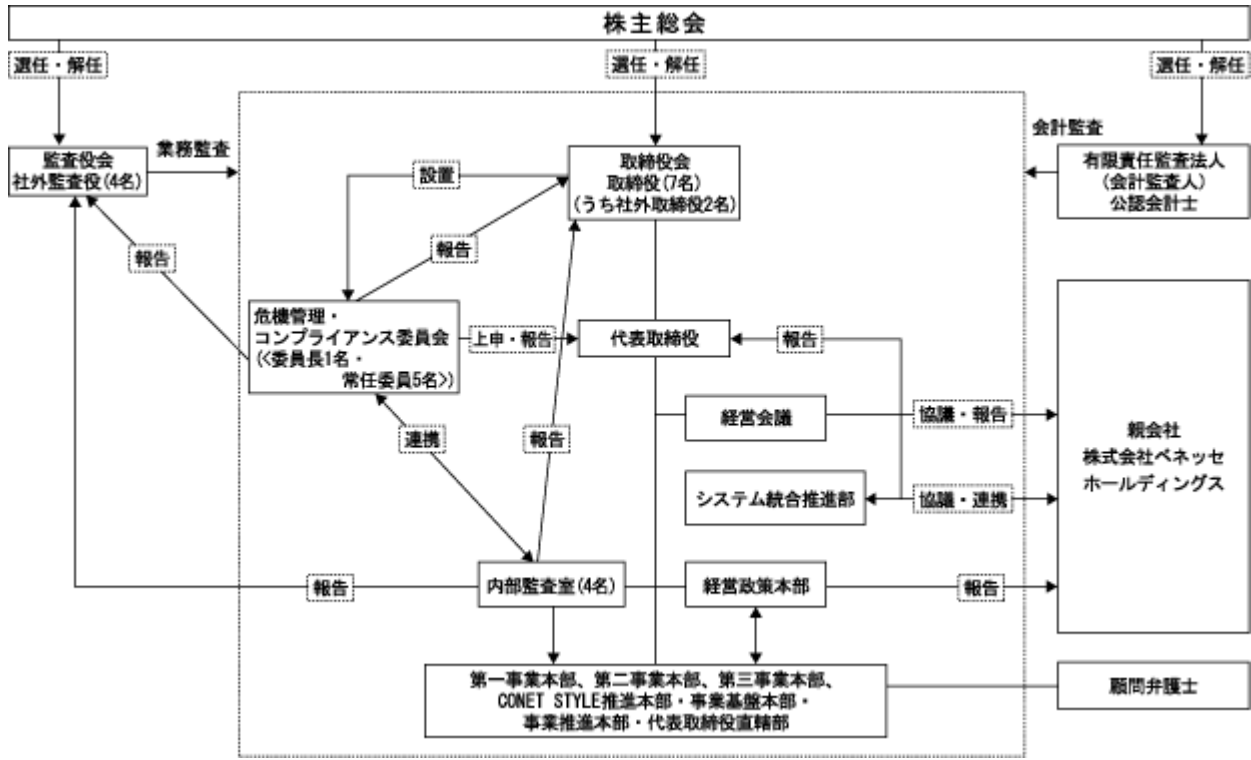 株主総会
選任・解任
選任・解任
選任・解任
監査役会
社外監査役(4名)
業務監査
設置
取締役会
取締役(7名)
(うち社外取締役2名)
会計監査
有限責任監査法人
(会計監査人)
公認会計士
報告
報告
危機管理・
コンプライアンス委員会
(<委員長1名・
常任委員5名>)
上申・報告
代表取締役
報告
経営会議
協議・報告
親会社
株式会社ベネッセ
ホールディングス
連携
報告
システム統合推進部
協議・連携
報告
内部監査室(4名)
経営政策本部
報告
第一事業本部、第二事業本部、第三事業本部、
CONET STYLE推進本部・事業基盤本部・
事業推進本部・代表取締役直轄部
顧問弁護士